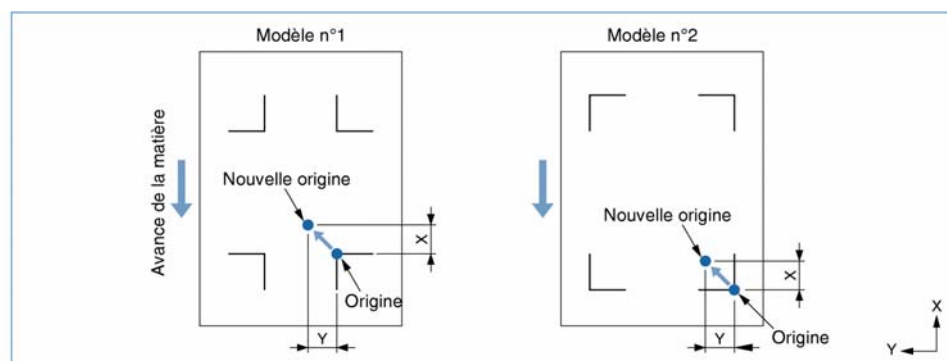 Modèle n°1
Modèle n°2
Avance de la matière
Nouvelle origine
X
Origine
Y
Nouvelle origine
X
Origine
Y
X
Y